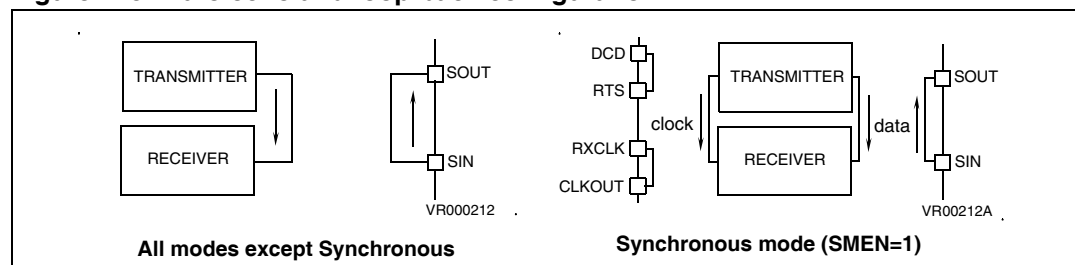 TRANSMITTER
RECEIVER
SOUT
SIN
VR000212
All modes except Synchronous
DCD
RTS
RXCLK
CLKOUT
clock
TRANSMITTER
RECEIVER
data
SOUT
SIN
VR00212A
Synchronous mode (SMEN=1)